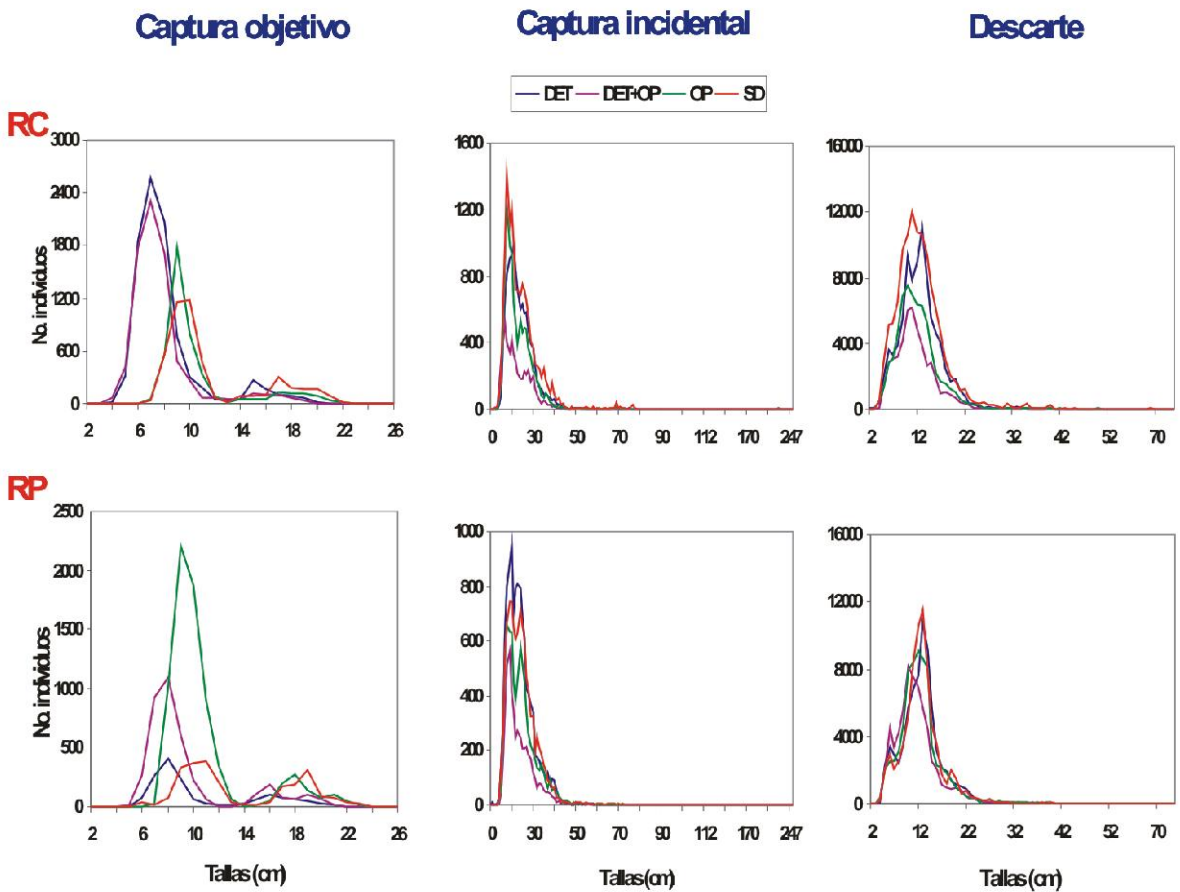 Captura objetivo
Captura incidental
Descarte
DET DET+OP OP SD
RC
3000
2400
1800
1200
600
0
No. individuos
2 6 10 14 18 22 26
1600
1200
800
400
0
0 30 50 70 90 112 170 247
16000
12000
8000
4000
0
2 12 22 32 42 52 70
RP
2500
2000
1500
1000
500
0
No. individuos
2 6 10 14 18 22 26
Tallas (cm)
1000
800
600
400
200
0
0 30 50 70 90 112 170 247
Tallas (cm)
16000
12000
8000
4000
0
2 12 22 32 42 52 70
Tallas (cm)